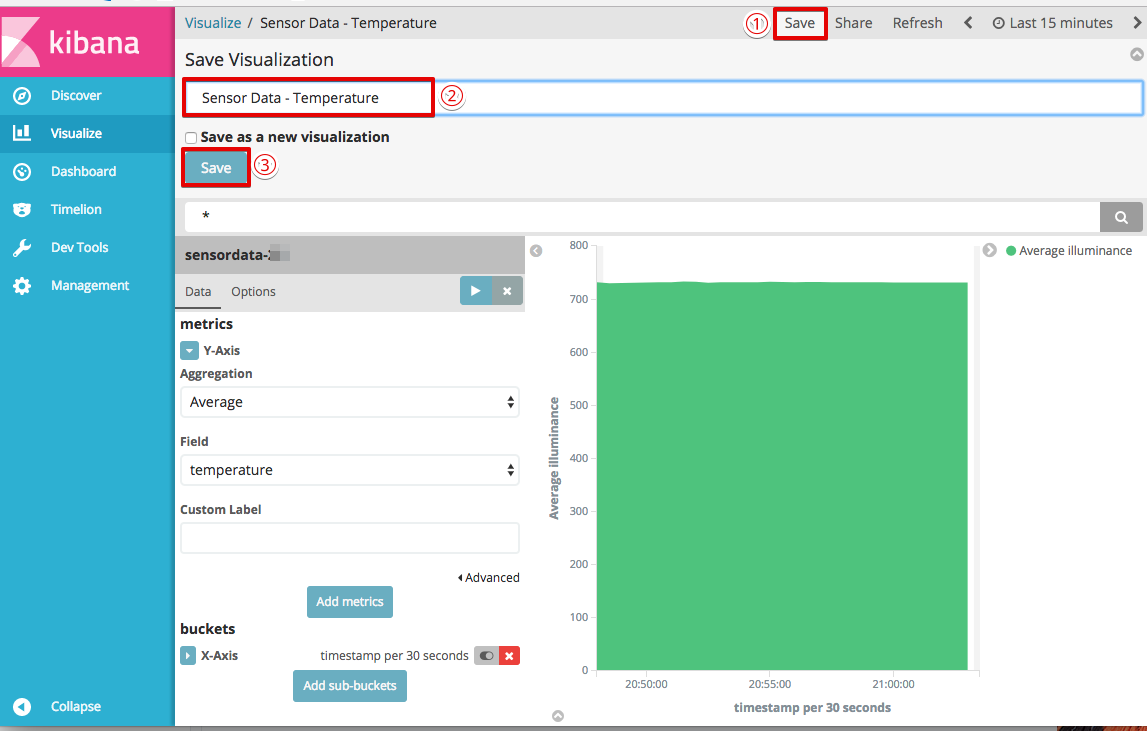 Visualize / Sensor Data - Temperature
① Save Share Refresh Last 15 minutes
kibana
Save Visualization
Sensor Data - Temperature ②
Save as a new visualization
Save ③
*
Discover
Visualize
Dashboard
Timelion
Dev Tools
Management
Collapse
sensordata-
Data Options
metrics
Y-Axis
Aggregation
Average
Field
temperature
Custom Label
Advanced
Add metrics
buckets
X-Axis timestamp per 30 seconds
Add sub-buckets
Average illuminance
800
700
600
500
400
300
200
100
0
Average illuminance
20:50:00 20:55:00 21:00:00
timestamp per 30 seconds